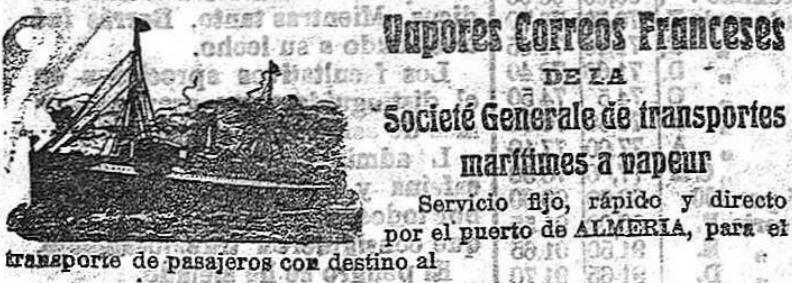 Vapores Correos Franceses
DE LA
Societé Generale de transportes
maritimes a vapeur
Servicio fijo, rápido y directo
por el puerto de ALMERIA, para el
transporte de pasajeros con destino al